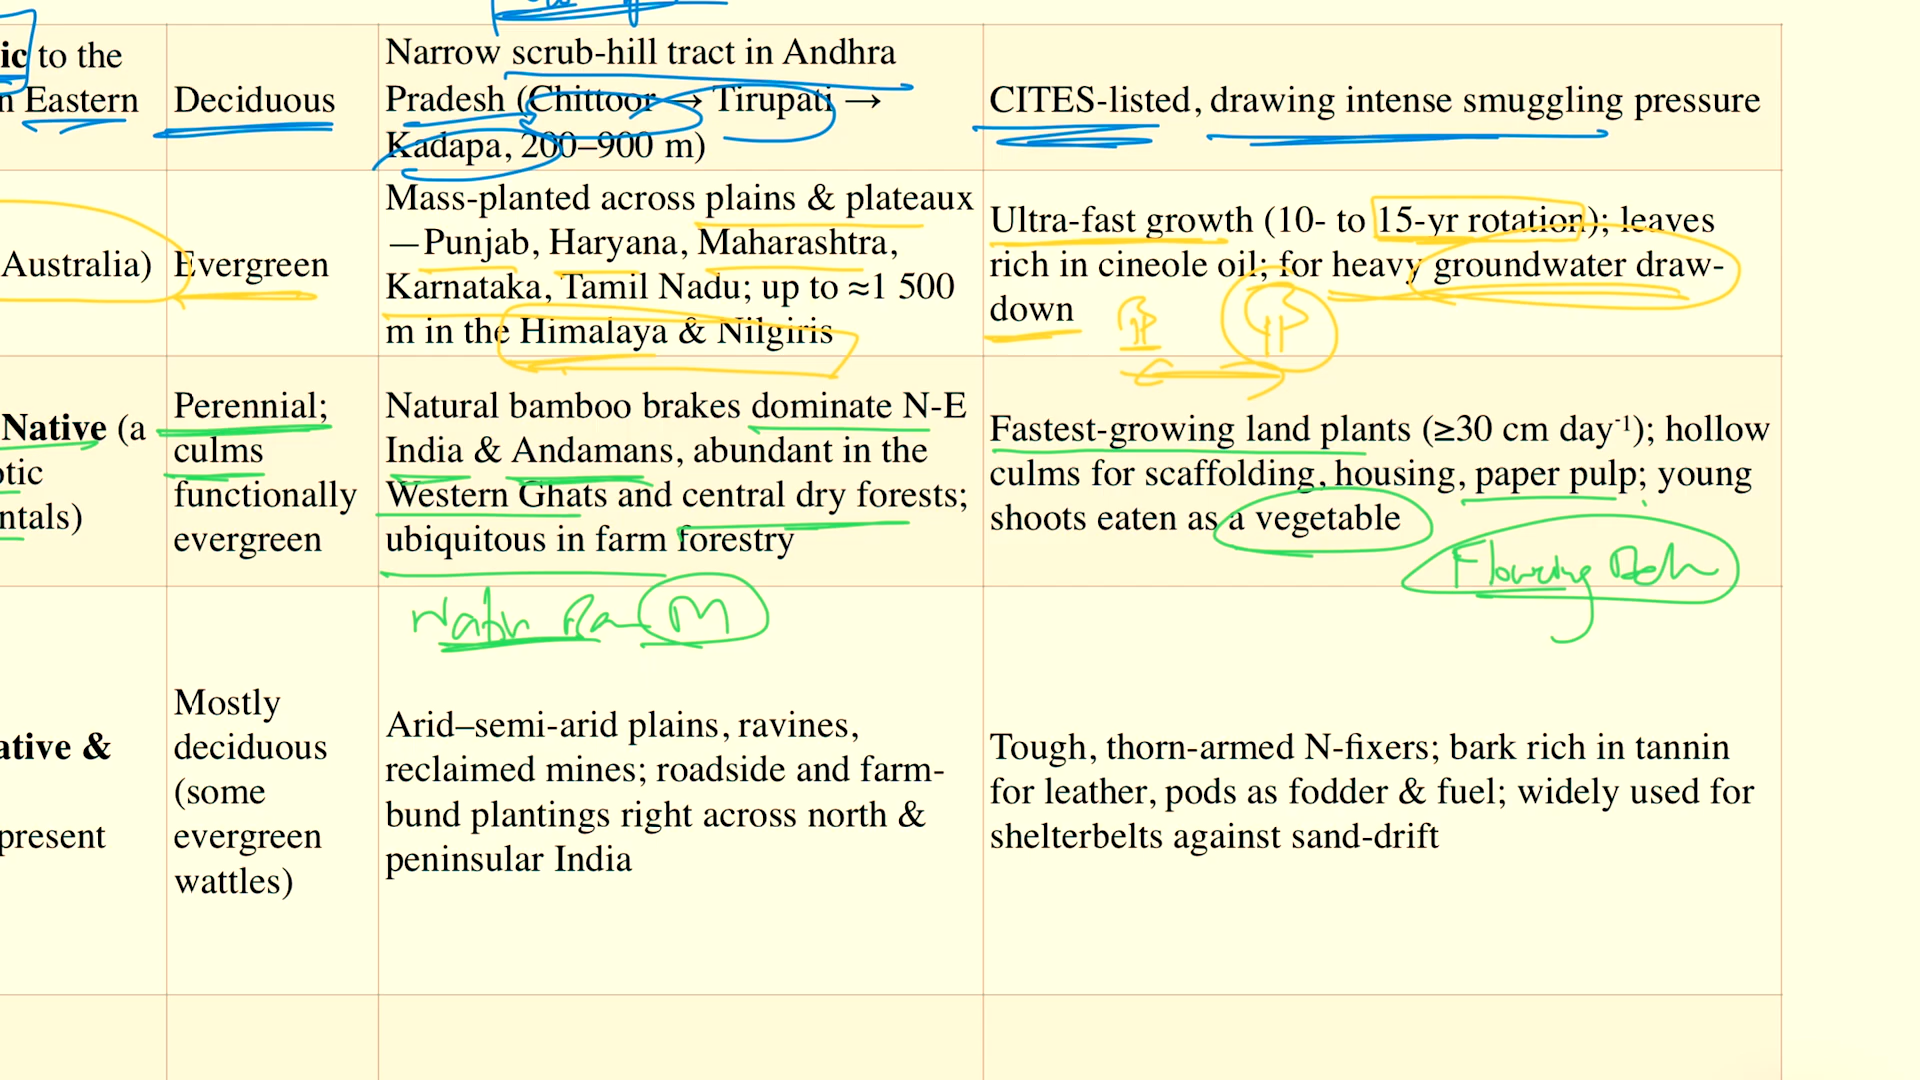 ic to the
n Eastern
Deciduous
Narrow scrub-hill tract in Andhra
Pradesh (Chittoor → Tirupati →
Kadapa, 200–900 m)
CITES-listed, drawing intense smuggling pressure
Australia)
Evergreen
Mass-planted across plains & plateaux
—Punjab, Haryana, Maharashtra,
Karnataka, Tamil Nadu; up to ≈1 500
m in the Himalaya & Nilgiris
Ultra-fast growth (10- to 15-yr rotation); leaves
rich in cineole oil; for heavy groundwater draw-
down
Native (a
otic
ntals)
Perennial;
culms
functionally
evergreen
Natural bamboo brakes dominate N-E
India & Andamans, abundant in the
Western Ghats and central dry forests;
ubiquitous in farm forestry
Fastest-growing land plants (≥30 cm day⁻¹); hollow
culms for scaffolding, housing, paper pulp; young
shoots eaten as a vegetable
Flowering
M
ative &
present
Mostly
deciduous
(some
evergreen
wattles)
Arid–semi-arid plains, ravines,
reclaimed mines; roadside and farm-
bund plantings right across north &
peninsular India
Tough, thorn-armed N-fixers; bark rich in tannin
for leather, pods as fodder & fuel; widely used for
shelterbelts against sand-drift